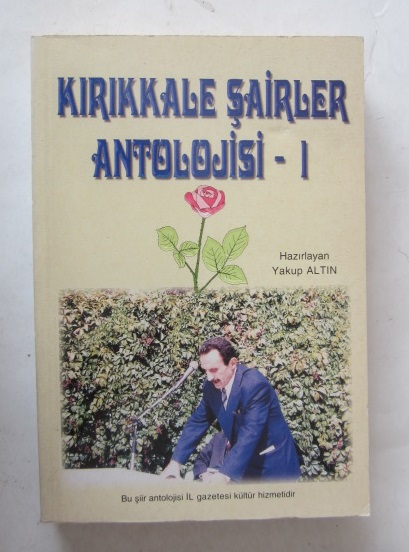 KIRIKKALE ŞAİRLER
ANTOLOJİSİ - I
Hazırlayan
Yakup ALTIN
Bu şiir antolojisi İL gazetesi kültür hizmetidir